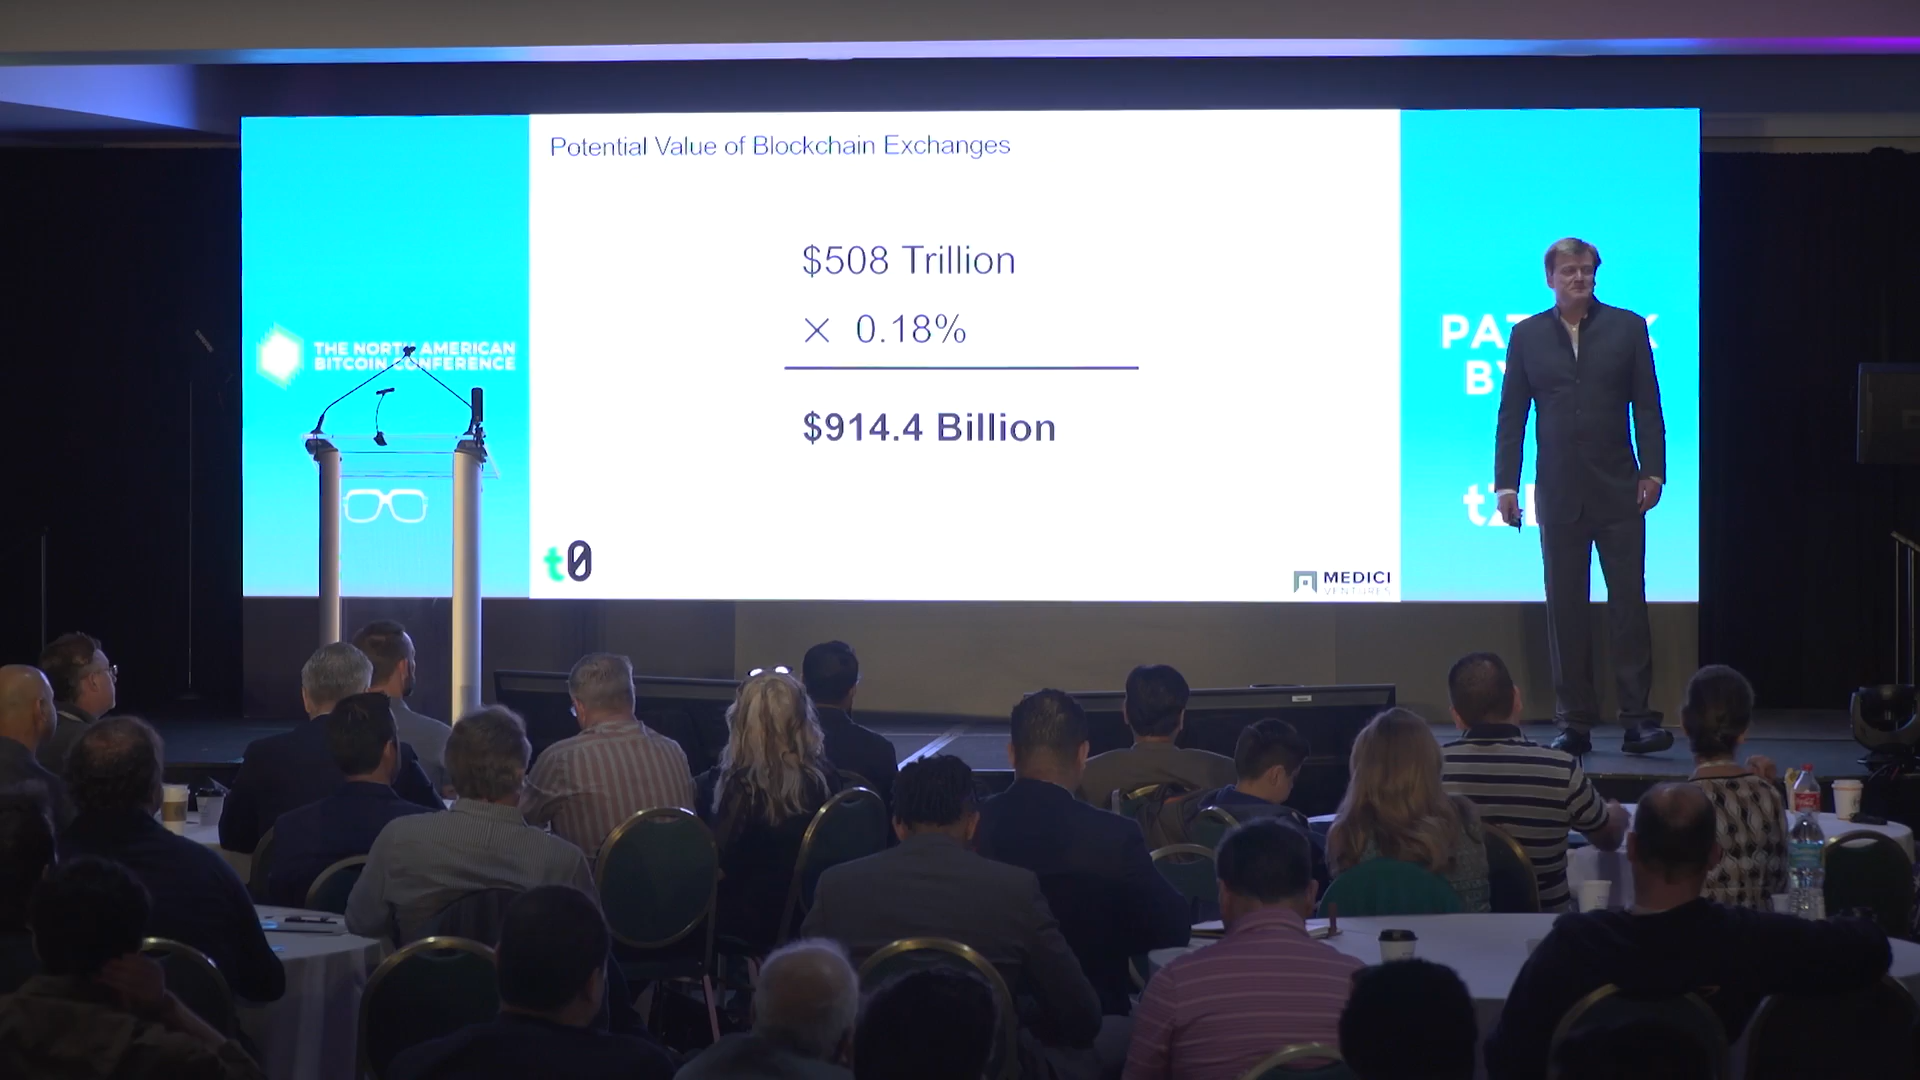 Potential Value of Blockchain Exchanges
$508 Trillion
× 0.18%
$914.4 Billion
THE NORTH AMERICAN
BITCOIN CONFERENCE
t0
MEDICI
VENTURES